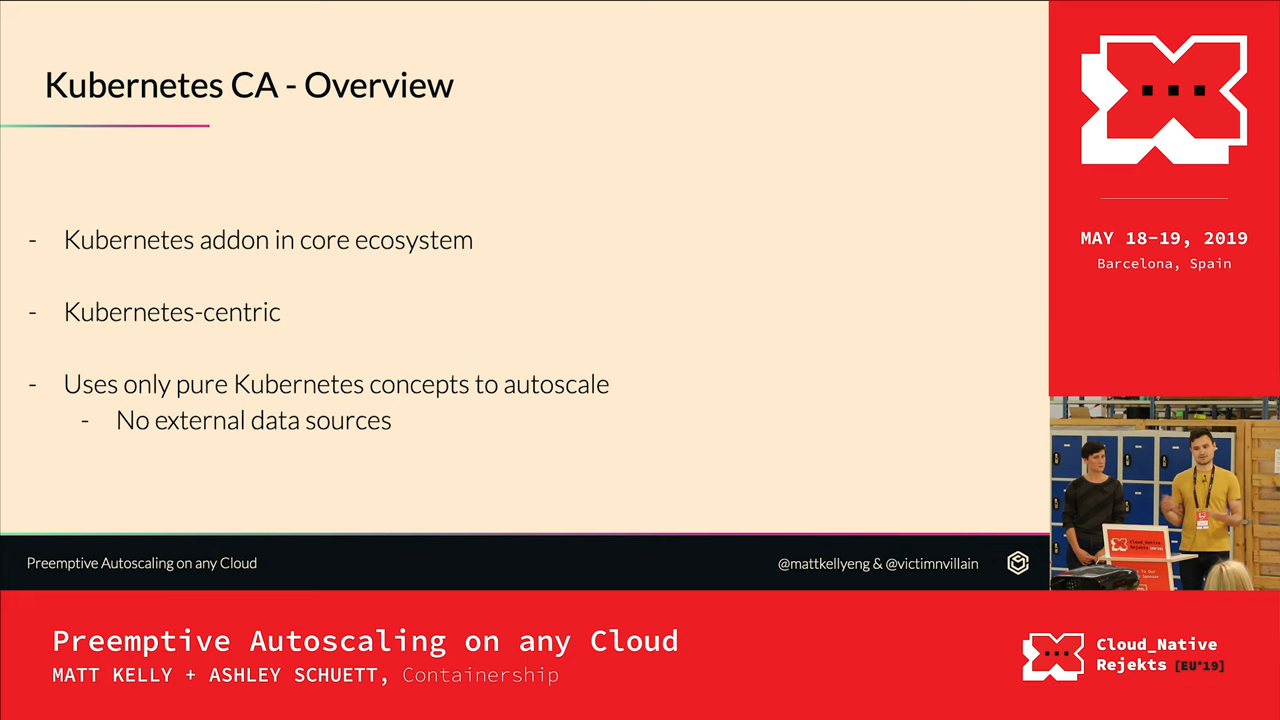 Kubernetes CA - Overview
- Kubernetes addon in core ecosystem
- Kubernetes-centric
- Uses only pure Kubernetes concepts to autoscale
- No external data sources
Preemptive Autoscaling on any Cloud
@mattkellyeng & @victimnvillain
MAY 18-19, 2019
Barcelona, Spain
Cloud_Native
Rejekts
Preemptive Autoscaling on any Cloud
MATT KELLY + ASHLEY SCHUETT, Containership
Cloud_Native
Rejekts [EU'19]